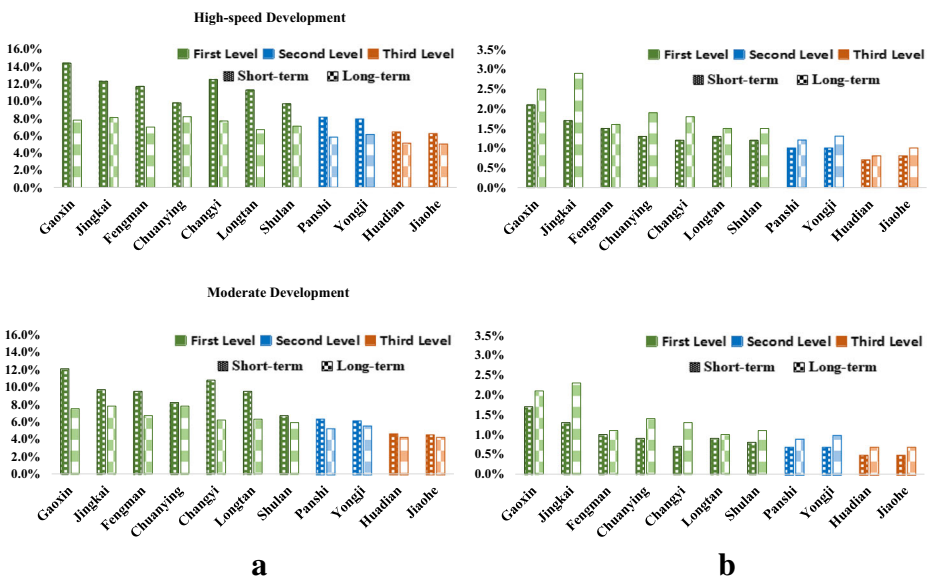 High-speed Development
16.0%
14.0%
12.0%
10.0%
8.0%
6.0%
4.0%
2.0%
0.0%
First Level Second Level Third Level
Short-term Long-term
Gaoxin Jingkai Fengman Chuanying Changyi Longtan Shulan Panshi Yongji Huadian Jiaohe
3.5%
3.0%
2.5%
2.0%
1.5%
1.0%
0.5%
0.0%
First Level Second Level Third Level
Short-term Long-term
Gaoxin Jingkai Fengman Chuanying Changyi Longtan Shulan Panshi Yongji Huadian Jiaohe
Moderate Development
16.0%
14.0%
12.0%
10.0%
8.0%
6.0%
4.0%
2.0%
0.0%
First Level Second Level Third Level
Short-term Long-term
Gaoxin Jingkai Fengman Chuanying Changyi Longtan Shulan Panshi Yongji Huadian Jiaohe
3.5%
3.0%
2.5%
2.0%
1.5%
1.0%
0.5%
0.0%
First Level Second Level Third Level
Short-term Long-term
Gaoxin Jingkai Fengman Chuanying Changyi Longtan Shulan Panshi Yongji Huadian Jiaohe
a
b